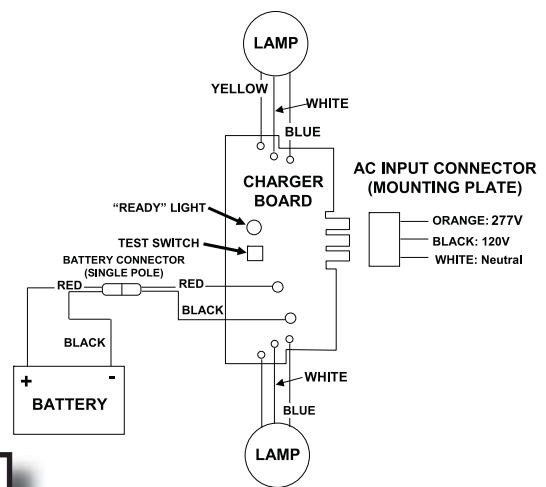 LAMP
YELLOW
WHITE
BLUE
AC INPUT CONNECTOR
(MOUNTING PLATE)
CHARGER
BOARD
"READY" LIGHT
ORANGE: 277V
TEST SWITCH
BLACK: 120V
BATTERY CONNECTOR
(SINGLE POLE)
WHITE: Neutral
RED
RED
BLACK
BLACK
WHITE
+ -
BATTERY
BLUE
LAMP